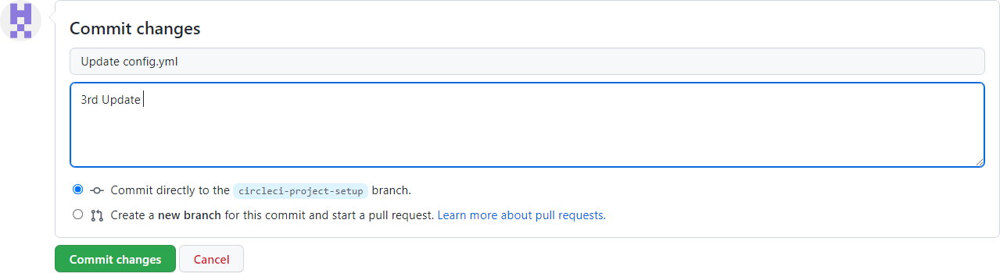 Commit changes
Update config.yml
3rd Update
Commit directly to the circleci-project-setup branch.
Create a new branch for this commit and start a pull request. Learn more about pull requests.
Commit changes Cancel